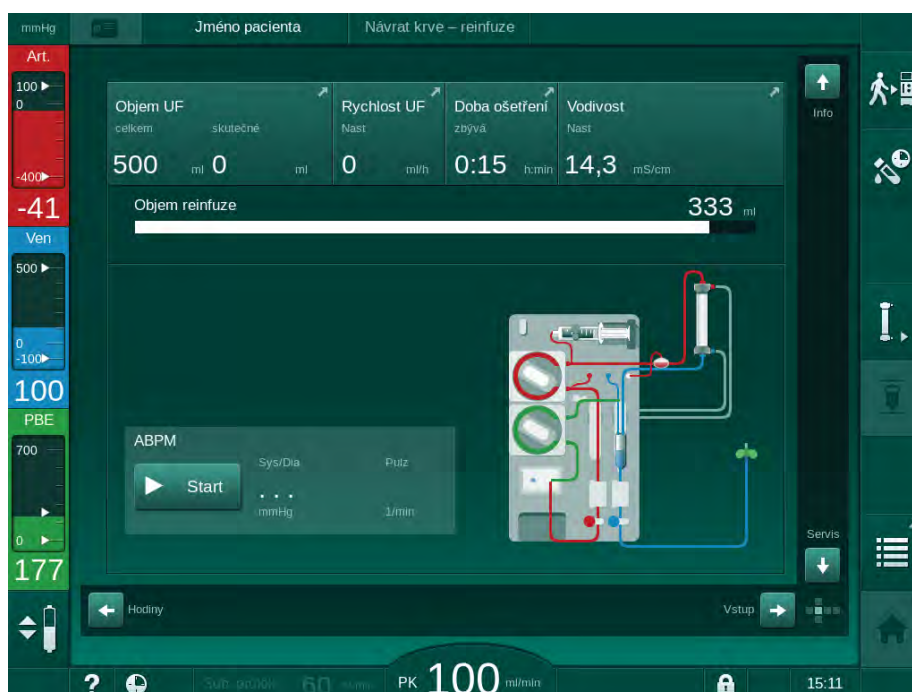 mmHg
Jméno pacienta
Návrat krve – reinfuze
Art.
100
0
-400
-41
Ven
500
0
-100
100
PBE
700
0
177
Objem UF
celkem skutečné
500 ml 0 ml
Rychlost UF
Nast
0 ml/h
Doba ošetření
zbývá
0:15 h:min
Vodivost
Nast
14,3 mS/cm
Objem reinfuze 333 ml
ABPM
Start
Sys/Dia Pulz
. . .
mmHg 1/min
Info
Servis
Hodiny
Vstup
?
60
PK 100 ml/min
15:11